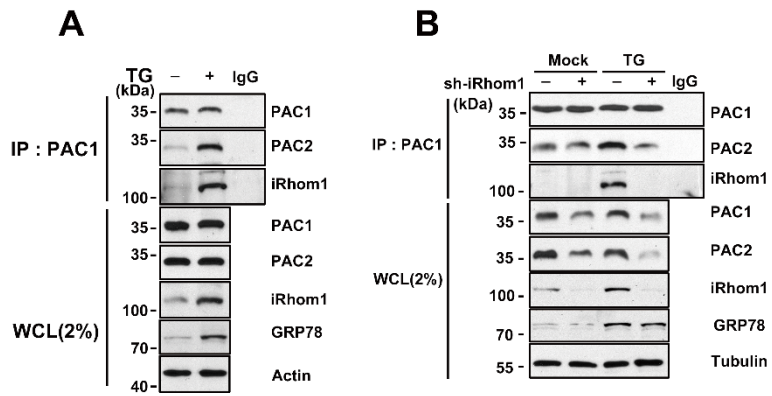 A
TG − + IgG
(kDa)
IP : PAC1
35 - PAC1
35 - PAC2
100 - iRhom1
WCL(2%)
35 - PAC1
35 - PAC2
100 - iRhom1
70 - GRP78
40 - Actin
B
Mock TG
sh-iRhom1 − + − + IgG
(kDa)
IP : PAC1
35 - PAC1
35 - PAC2
100 - iRhom1
WCL(2%)
35 - PAC1
35 - PAC2
100 - iRhom1
70 - GRP78
55 - Tubulin